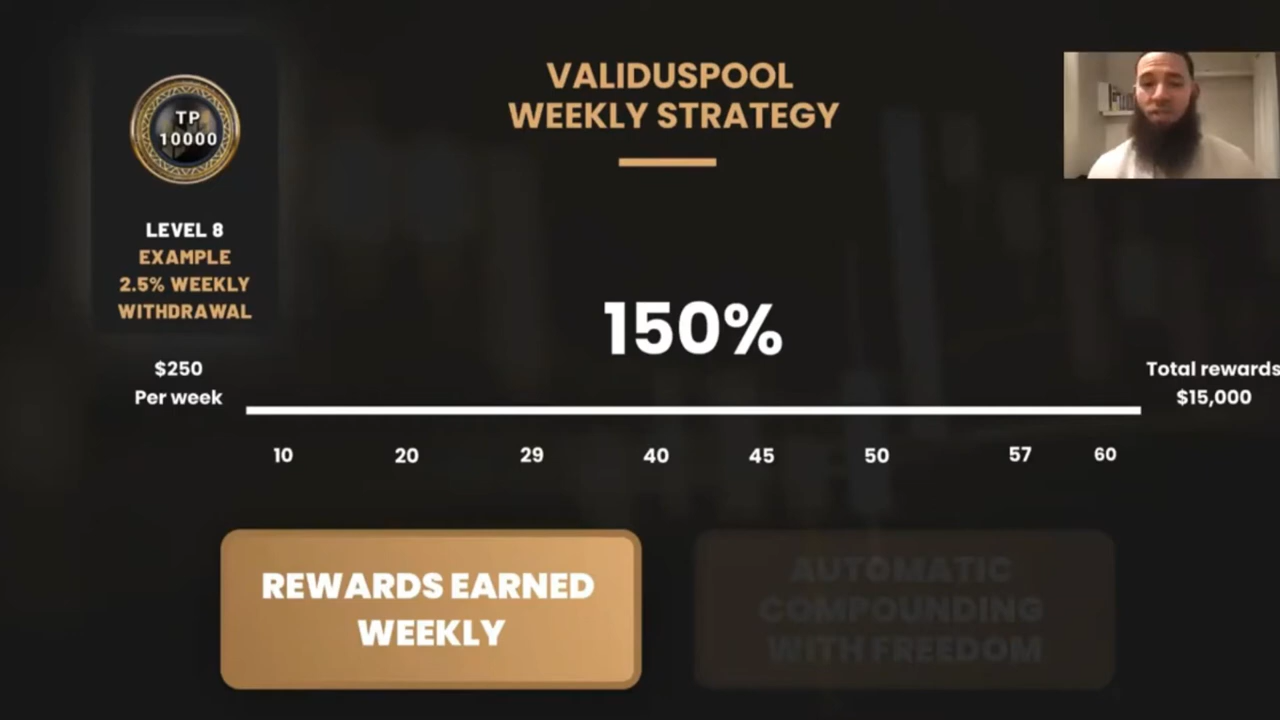 VALIDUSPOOL
WEEKLY STRATEGY
TP
10000
LEVEL 8
EXAMPLE
2.5% WEEKLY
WITHDRAWAL
150%
$250
Per week
Total rewards
$15,000
10 20 29 40 45 50 57 60
REWARDS EARNED
WEEKLY
AUTOMATIC
COMPOUNDING
WITH FREEDOM